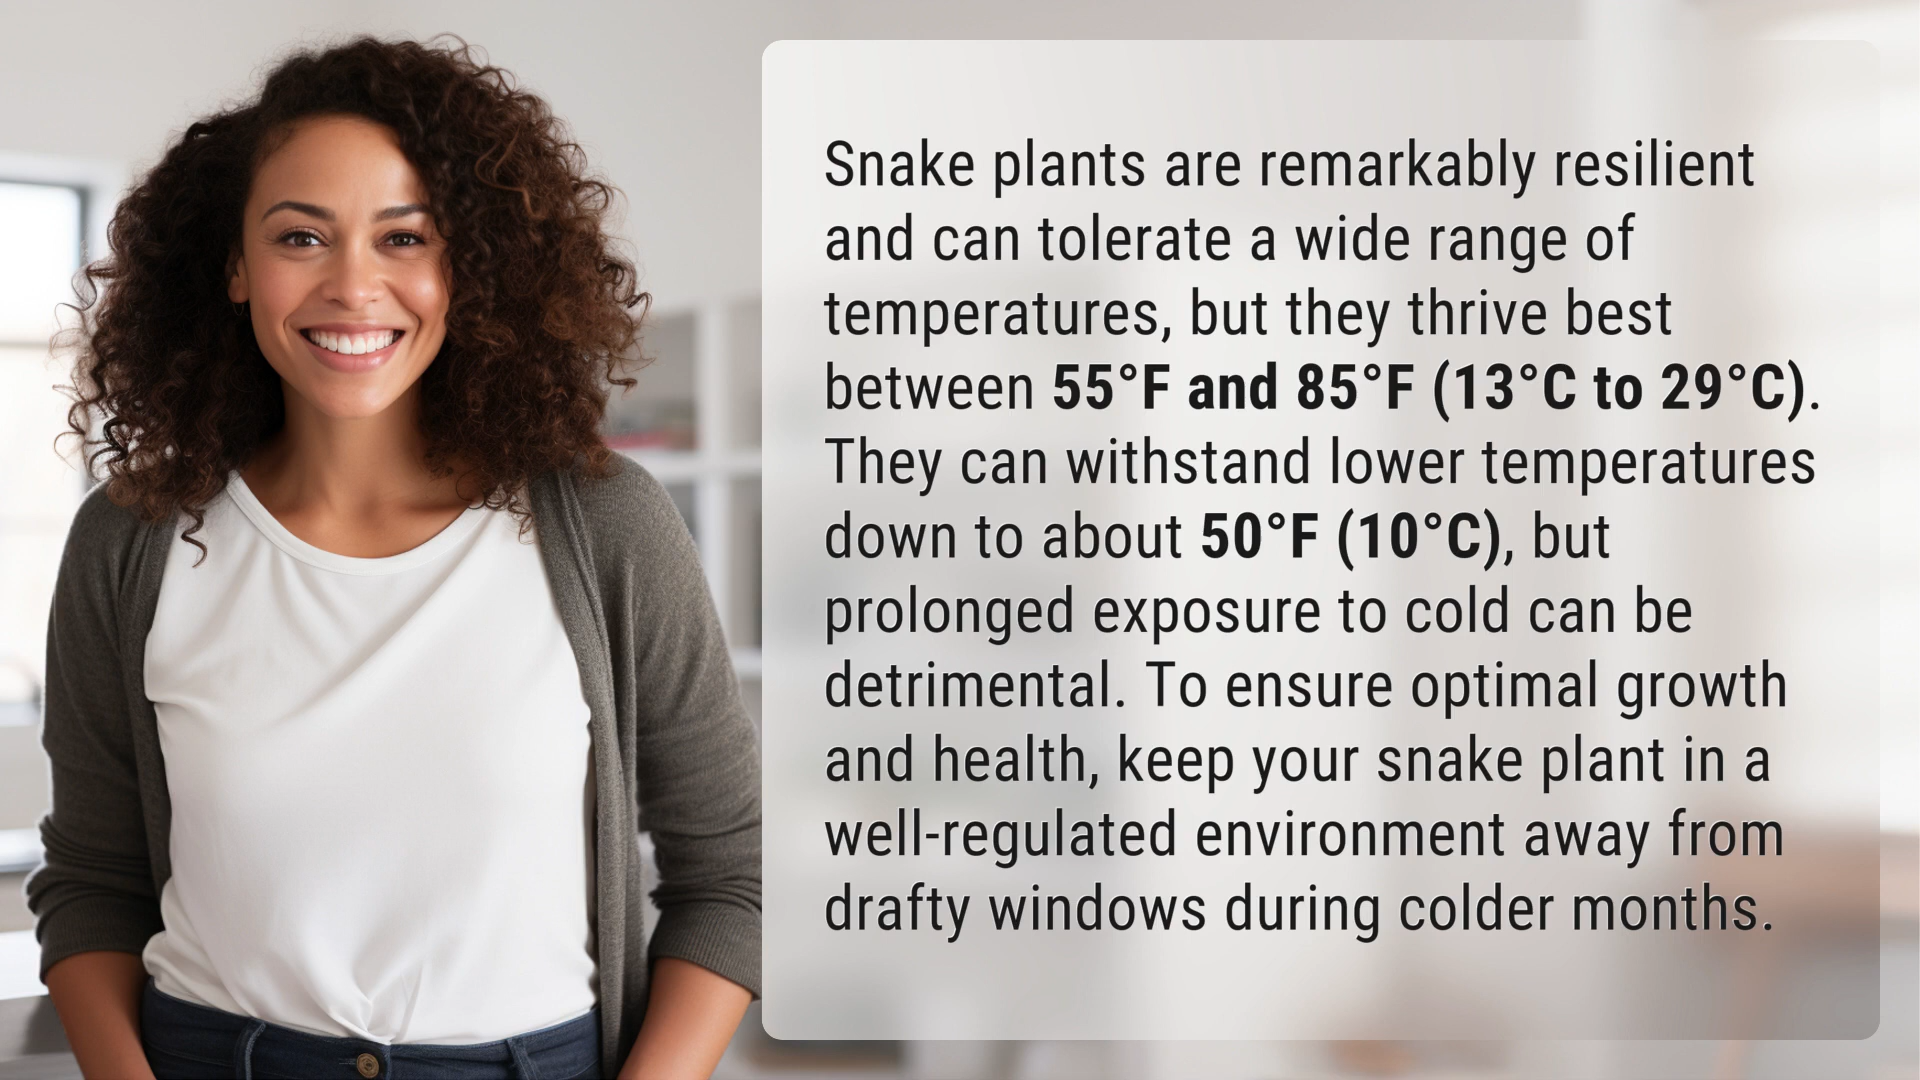 Snake plants are remarkably resilient
and can tolerate a wide range of
temperatures, but they thrive best
between 55°F and 85°F (13°C to 29°C).
They can withstand lower temperatures
down to about 50°F (10°C), but
prolonged exposure to cold can be
detrimental. To ensure optimal growth
and health, keep your snake plant in a
well-regulated environment away from
drafty windows during colder months.